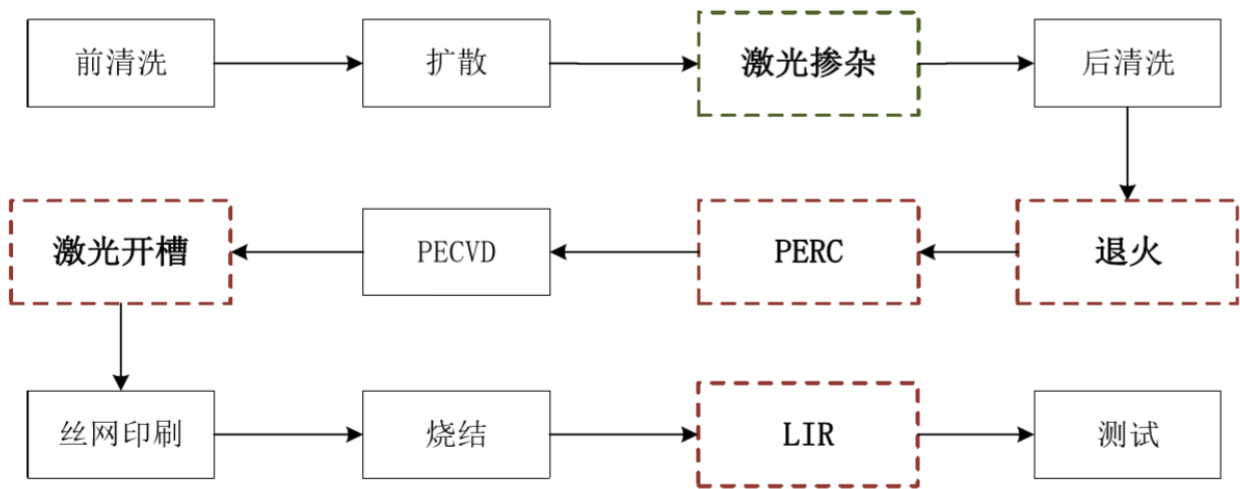 前清洗
扩散
激光掺杂
后清洗
激光开槽
PECVD
PERC
退火
丝网印刷
烧结
LIR
测试